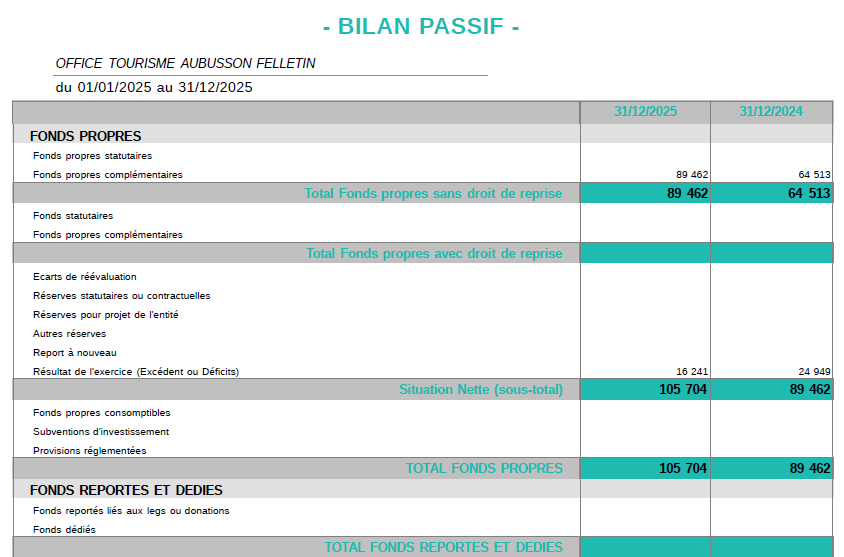 - BILAN PASSIF -
OFFICE TOURISME AUBUSSON FELLETIN
du 01/01/2025 au 31/12/2025
31/12/2025 31/12/2024
FONDS PROPRES
Fonds propres statutaires
Fonds propres complémentaires 89 462 64 513
Total Fonds propres sans droit de reprise 89 462 64 513
Fonds statutaires
Fonds propres complémentaires
Total Fonds propres avec droit de reprise
Ecarts de réévaluation
Réserves statutaires ou contractuelles
Réserves pour projet de l'entité
Autres réserves
Report à nouveau
Résultat de l'exercice (Excédent ou Déficits) 16 241 24 949
Situation Nette (sous-total) 105 704 89 462
Fonds propres consomptibles
Subventions d'investissement
Provisions réglementées
TOTAL FONDS PROPRES 105 704 89 462
FONDS REPORTES ET DEDIES
Fonds reportés liés aux legs ou donations
Fonds dédiés
TOTAL FONDS REPORTES ET DEDIES